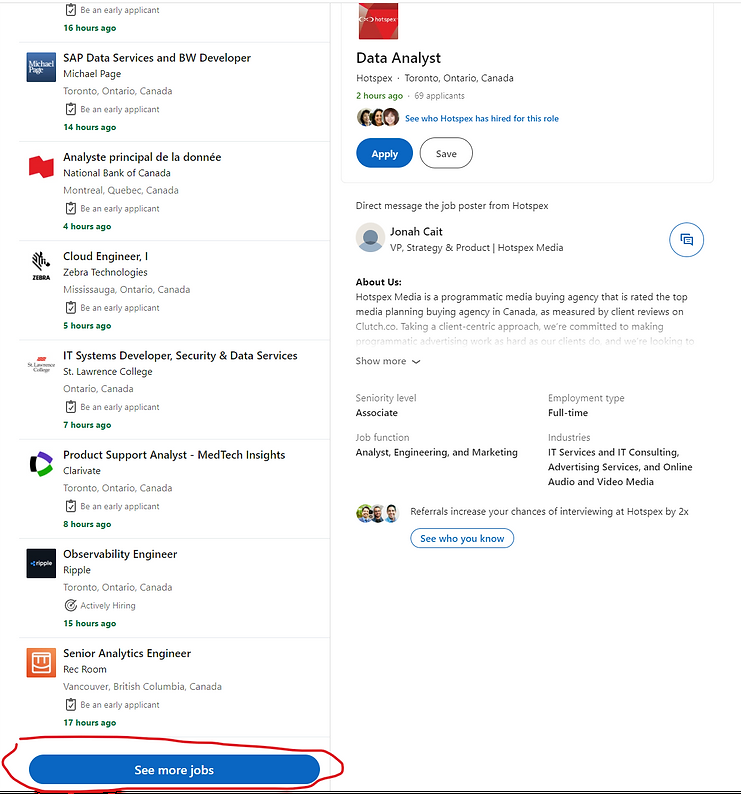 Be an early applicant
16 hours ago
Michael Page
SAP Data Services and BW Developer
Michael Page
Toronto, Ontario, Canada
Be an early applicant
14 hours ago
Analyste principal de la donnée
National Bank of Canada
Montreal, Quebec, Canada
Be an early applicant
4 hours ago
ZEBRA
Cloud Engineer, I
Zebra Technologies
Mississauga, Ontario, Canada
Be an early applicant
5 hours ago
St. Lawrence
College
IT Systems Developer, Security & Data Services
St. Lawrence College
Ontario, Canada
Be an early applicant
7 hours ago
Product Support Analyst - MedTech Insights
Clarivate
Toronto, Ontario, Canada
Be an early applicant
8 hours ago
ripple
Observability Engineer
Ripple
Toronto, Ontario, Canada
Actively Hiring
15 hours ago
Senior Analytics Engineer
Rec Room
Vancouver, British Columbia, Canada
Be an early applicant
17 hours ago
See more jobs
hotspex
Data Analyst
Hotspex · Toronto, Ontario, Canada
2 hours ago · 69 applicants
See who Hotspex has hired for this role
Apply
Save
Direct message the job poster from Hotspex
Jonah Cait
VP, Strategy & Product | Hotspex Media
About Us:
Hotspex Media is a programmatic media buying agency that is rated the top
media planning buying agency in Canada, as measured by client reviews on
Clutch.co. Taking a client-centric approach, we're committed to making
programmatic advertising work as hard as our clients do, and we're looking to
Show more
Seniority level
Associate
Employment type
Full-time
Job function
Analyst, Engineering, and Marketing
Industries
IT Services and IT Consulting,
Advertising Services, and Online
Audio and Video Media
Referrals increase your chances of interviewing at Hotspex by 2x
See who you know